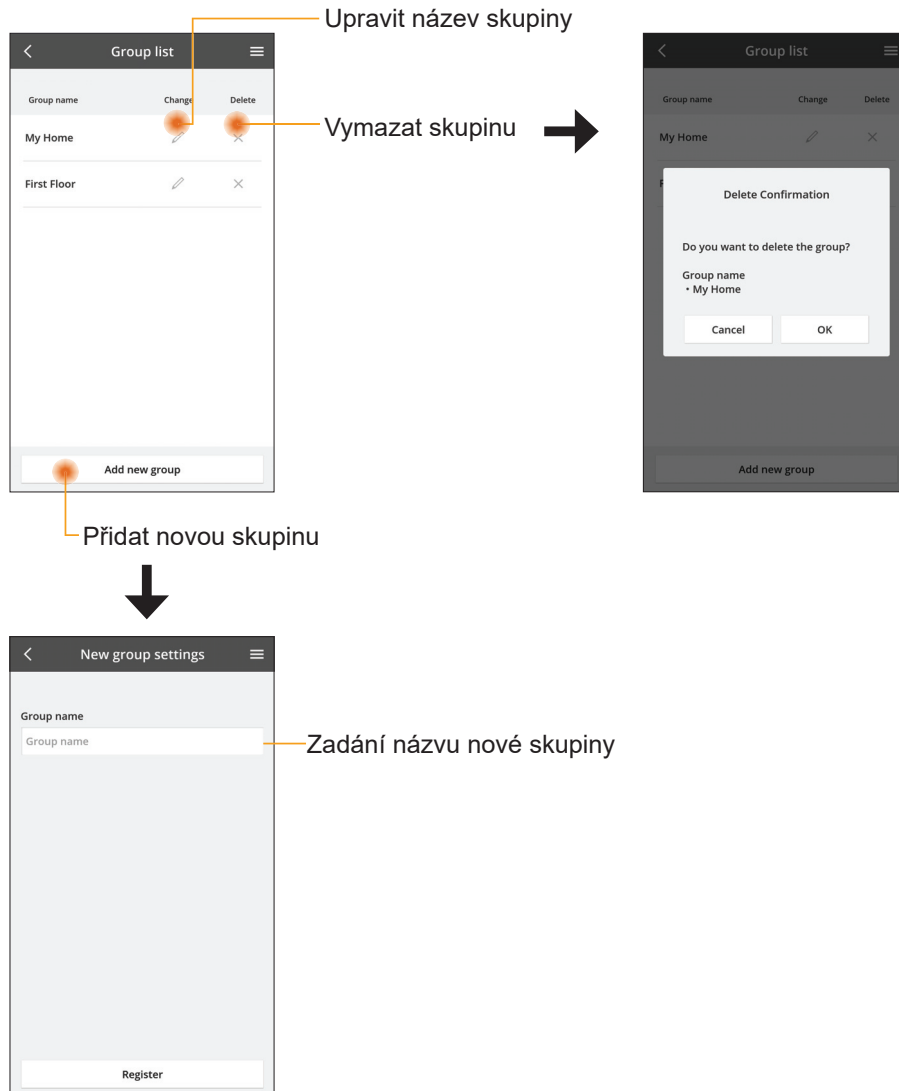 Upravit název skupiny
Group list
Group name Change Delete
My Home
First Floor
Vymazat skupinu
Add new group
Group list
Group name Change Delete
My Home
F
Delete Confirmation
Do you want to delete the group?
Group name
• My Home
Cancel OK
Add new group
Přidat novou skupinu
New group settings
Group name
Group name
Zadání názvu nové skupiny
Register